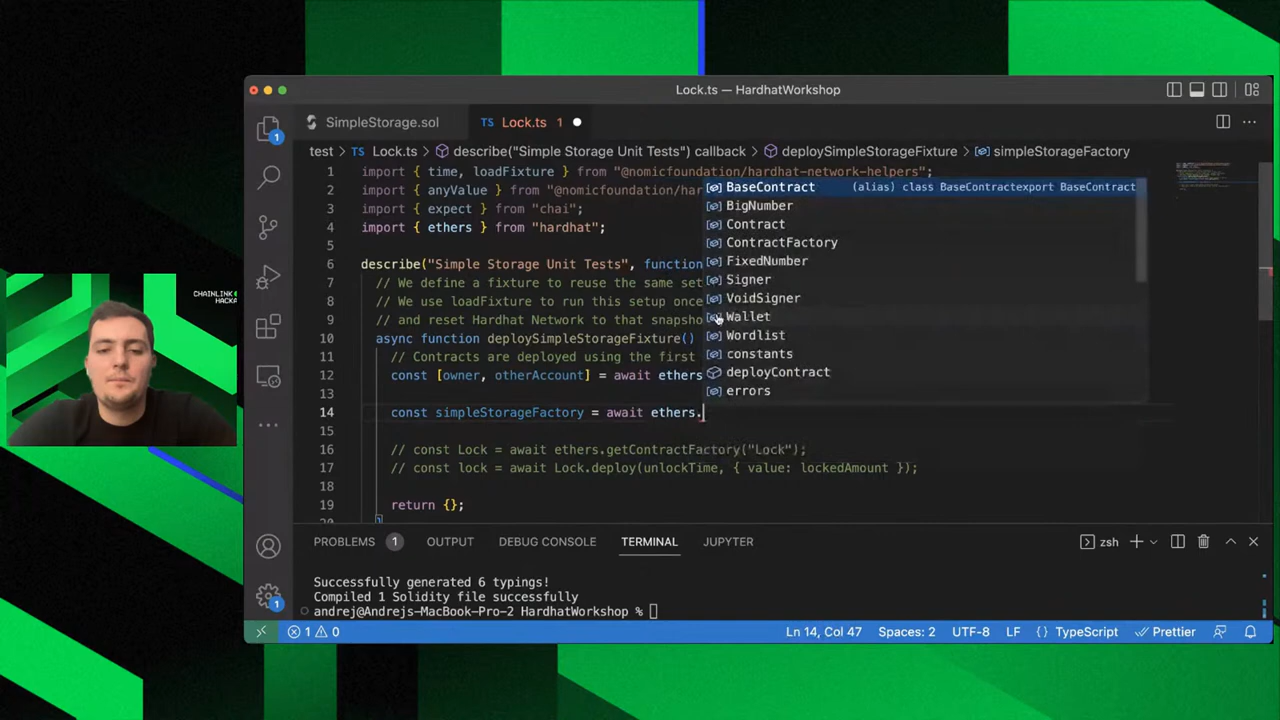 Lock.ts — HardhatWorkshop
SimpleStorage.sol
TS Lock.ts 1
test > TS Lock.ts > describe("Simple Storage Unit Tests") callback > deploySimpleStorageFixture > simpleStorageFactory
1 import { time, loadFixture } from "@nomicfoundation/hardhat-network-helpers";
2 import { anyValue } from "@nomicfoundation/har
3 import { expect } from "chai";
4 import { ethers } from "hardhat";
5
6 describe("Simple Storage Unit Tests", function
7 // We define a fixture to reuse the same set
8 // We use loadFixture to run this setup once
9 // and reset Hardhat Network to that snapsho
10 async function deploySimpleStorageFixture()
11 // Contracts are deployed using the first
12 const [owner, otherAccount] = await ethers
13
14 const simpleStorageFactory = await ethers.
15
16 // const Lock = await ethers.getContractFactory("Lock");
17 // const lock = await Lock.deploy(unlockTime, { value: lockedAmount });
18
19 return {};
20 }
BaseContract (alias) class BaseContractexport BaseContract
BigNumber
Contract
ContractFactory
FixedNumber
Signer
VoidSigner
Wallet
Wordlist
constants
deployContract
errors
1
1
PROBLEMS 1 OUTPUT DEBUG CONSOLE TERMINAL JUPYTER
zsh
Successfully generated 6 typings!
Compiled 1 Solidity file successfully
andrej@Andrejs-MacBook-Pro-2 HardhatWorkshop %
1 0 Ln 14, Col 47 Spaces: 2 UTF-8 LF {} TypeScript Prettier
CHAINLINK
HACKA